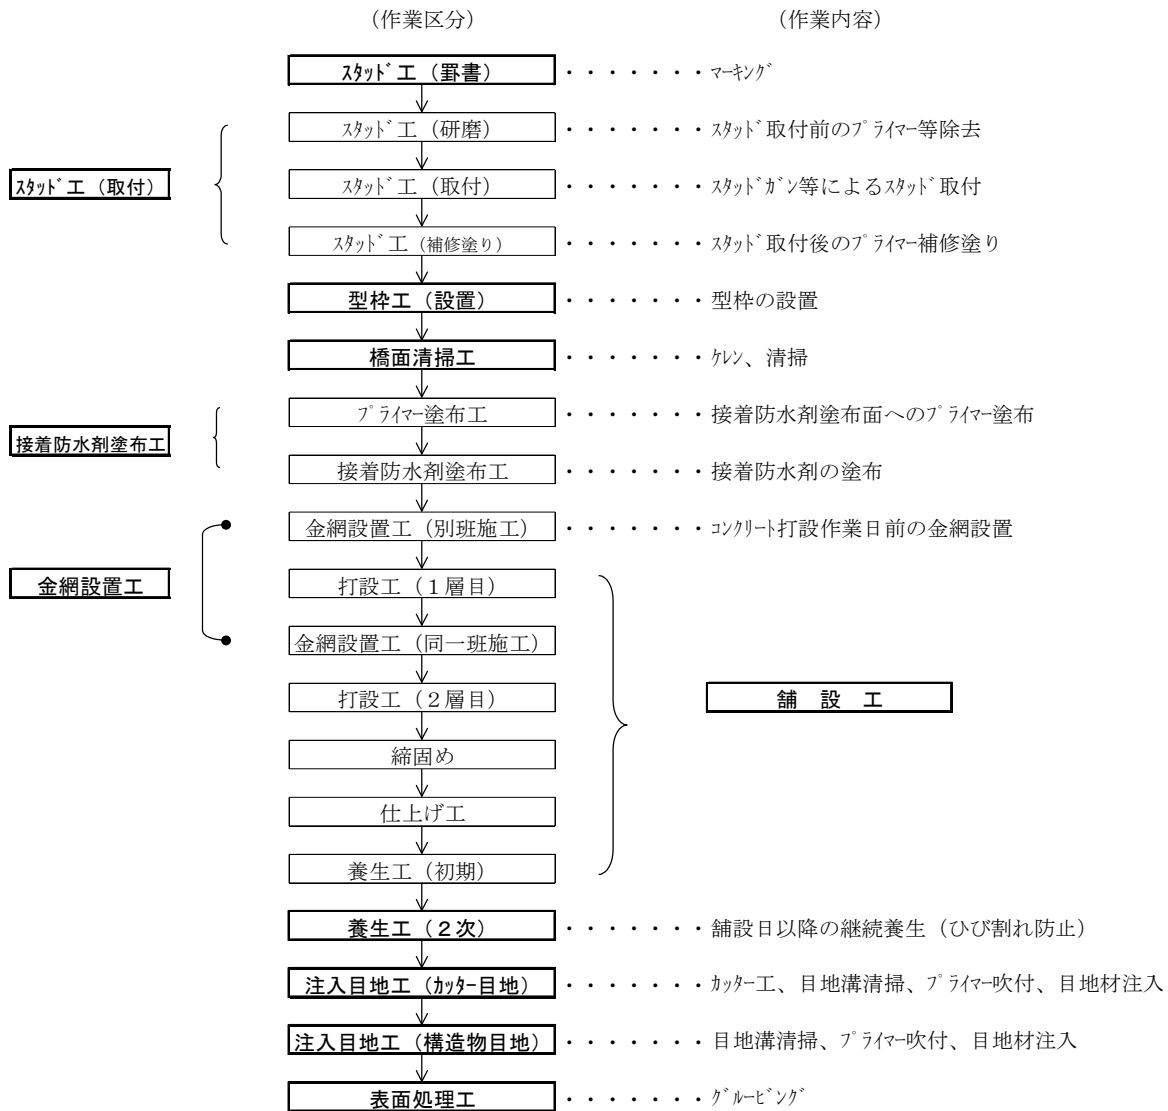 （作業区分）　（作業内容）
ｽﾀｯﾄﾞ工（罫書）・・・・・・・ﾏｰｷﾝｸﾞ
ｽﾀｯﾄﾞ工（研磨）・・・・・・・ｽﾀｯﾄﾞ取付前のﾌﾟﾗｲﾏｰ等除去
ｽﾀｯﾄﾞ工（取付）
ｽﾀｯﾄﾞ工（取付）・・・・・・・ｽﾀｯﾄﾞｶﾞﾝ等によるｽﾀｯﾄﾞ取付
ｽﾀｯﾄﾞ工（補修塗り）・・・・・・・ｽﾀｯﾄﾞ取付後のﾌﾟﾗｲﾏｰ補修塗り
型枠工（設置）・・・・・・・型枠の設置
橋面清掃工・・・・・・・ｹﾚﾝ、清掃
ﾌﾟﾗｲﾏｰ塗布工・・・・・・・接着防水剤塗布面へのﾌﾟﾗｲﾏｰ塗布
接着防水剤塗布工
接着防水剤塗布工・・・・・・・接着防水剤の塗布
金網設置工（別班施工）・・・・・・・ｺﾝｸﾘｰﾄ打設作業日前の金網設置
金網設置工
打設工（１層目）
金網設置工（同一班施工）
打設工（２層目）
舗　設　工
締固め
仕上げ工
養生工（初期）
養生工（２次）・・・・・・・舗設日以降の継続養生（ひび割れ防止）
注入目地工（ｶｯﾀｰ目地）・・・・・・・ｶｯﾀｰ工、目地溝清掃、ﾌﾟﾗｲﾏｰ吹付、目地材注入
注入目地工（構造物目地）・・・・・・・目地溝清掃、ﾌﾟﾗｲﾏｰ吹付、目地材注入
表面処理工・・・・・・・ｸﾞﾙｰﾋﾞﾝｸﾞ